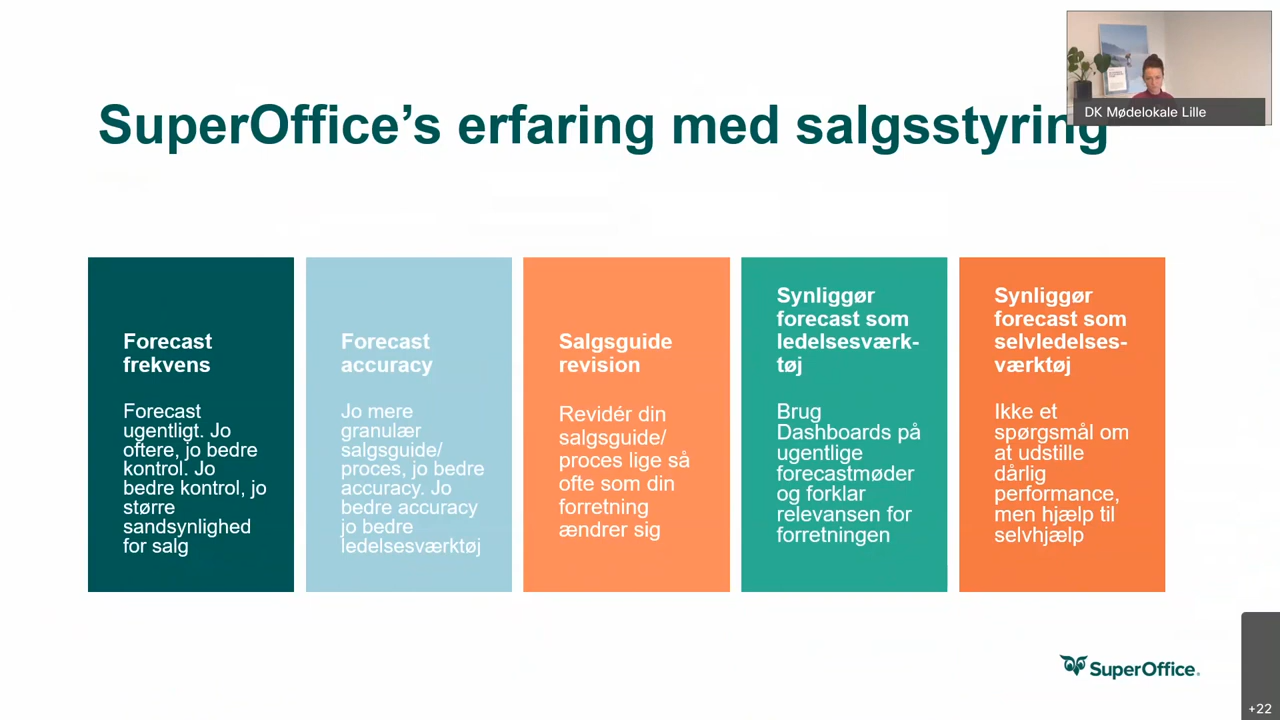 DK Mødelokale Lille
SuperOffice’s erfaring med salgsstyring
Forecast
frekvens
Forecast
ugentligt. Jo
oftere, jo bedre
kontrol. Jo
bedre kontrol, jo
større
sandsynlighed
for salg
Forecast
accuracy
Jo mere
granulær
salgsguide/
proces, jo bedre
accuracy. Jo
bedre accuracy
jo bedre
ledelsesværktøj
Salgsguide
revision
Revidér din
salgsguide/
proces lige så
ofte som din
forretning
ændrer sig
Synliggør
forecast som
ledelsesværk-
tøj
Brug
Dashboards på
ugentlige
forecastmøder
og forklar
relevansen for
forretningen
Synliggør
forecast som
selvledelses-
værktøj
Ikke et
spørgsmål om
at udstille
dårlig
performance,
men hjælp til
selvhjælp
SuperOffice®
+22